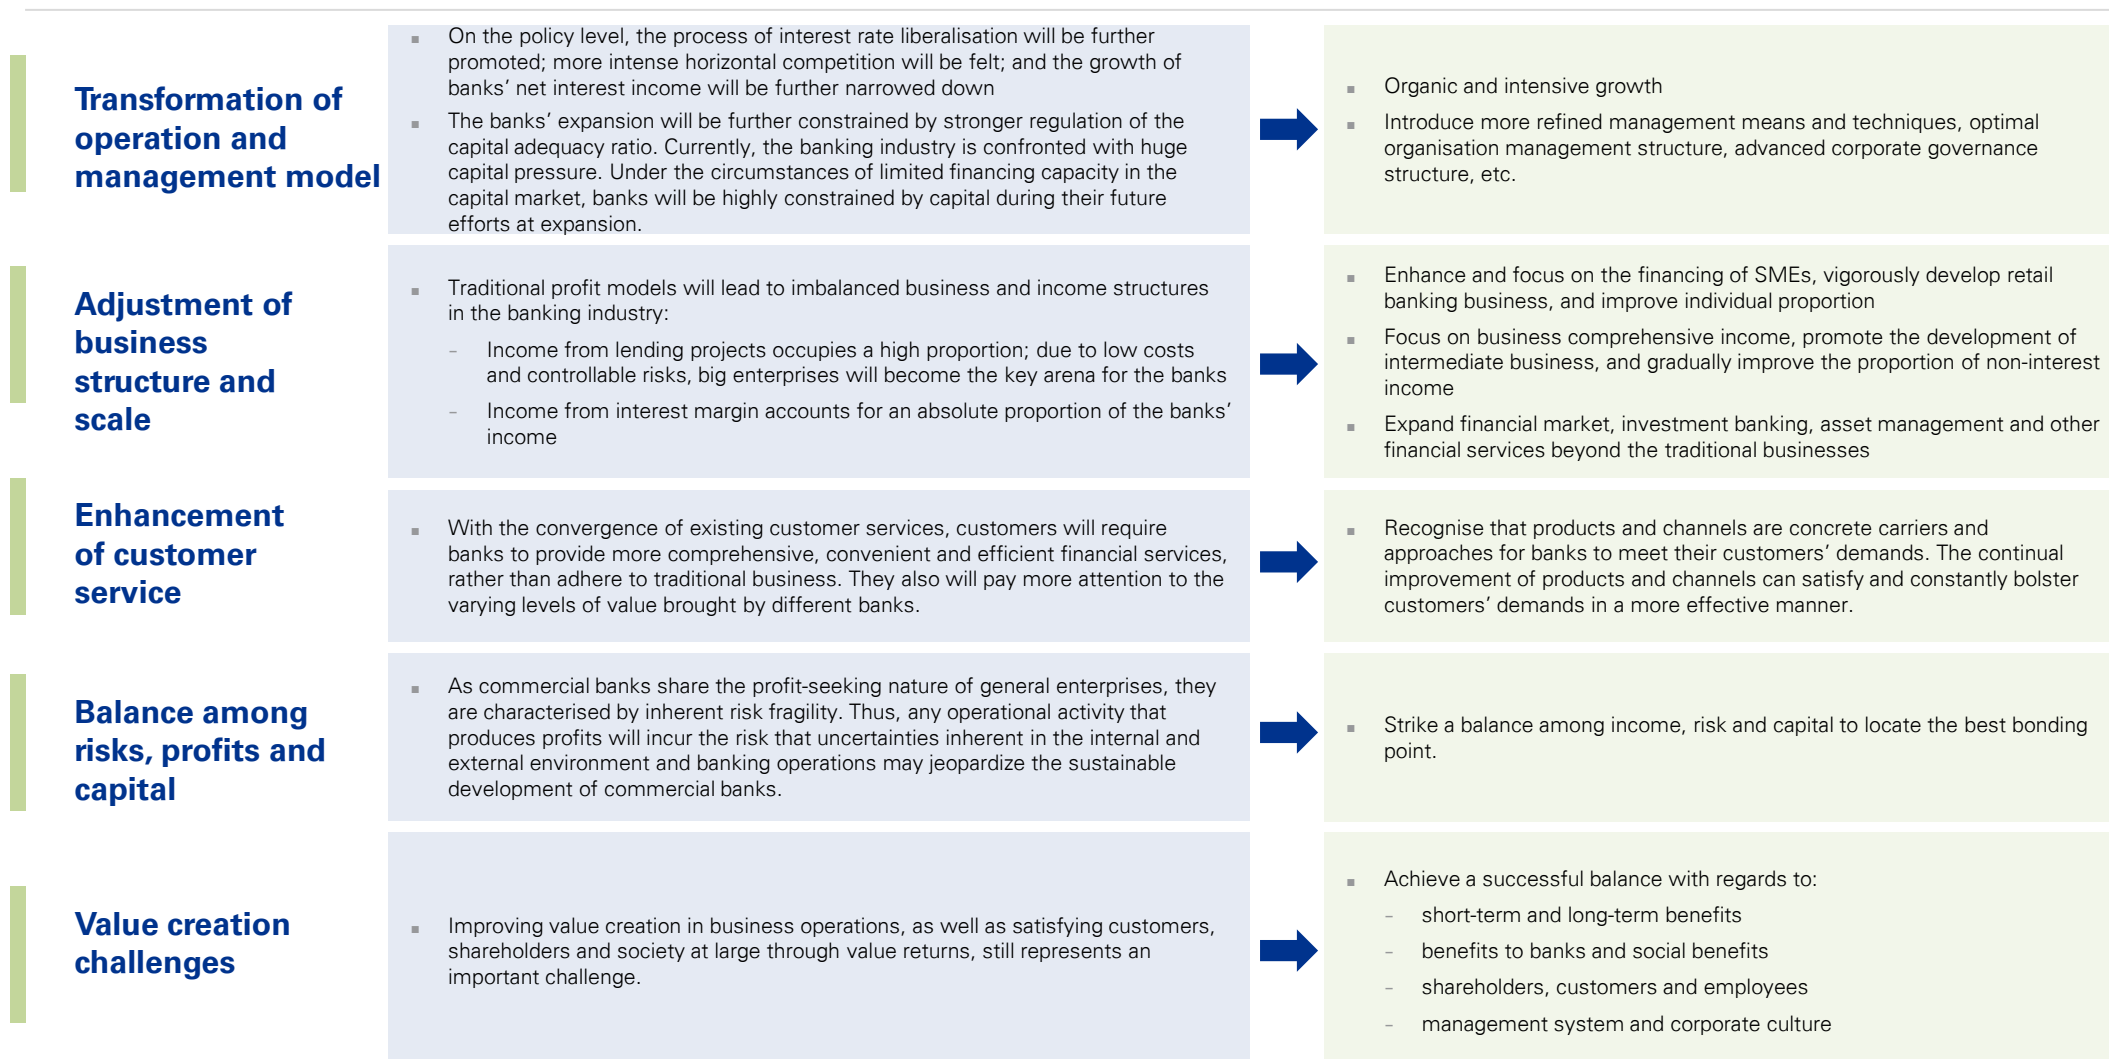 Transformation of
operation and
management model
▪ On the policy level, the process of interest rate liberalisation will be further
promoted; more intense horizontal competition will be felt; and the growth of
banks’ net interest income will be further narrowed down
▪ The banks’ expansion will be further constrained by stronger regulation of the
capital adequacy ratio. Currently, the banking industry is confronted with huge
capital pressure. Under the circumstances of limited financing capacity in the
capital market, banks will be highly constrained by capital during their future
efforts at expansion.
▪ Organic and intensive growth
▪ Introduce more refined management means and techniques, optimal
organisation management structure, advanced corporate governance
structure, etc.
Adjustment of
business
structure and
scale
▪ Traditional profit models will lead to imbalanced business and income structures
in the banking industry:
– Income from lending projects occupies a high proportion; due to low costs
and controllable risks, big enterprises will become the key arena for the banks
– Income from interest margin accounts for an absolute proportion of the banks’
income
▪ Enhance and focus on the financing of SMEs, vigorously develop retail
banking business, and improve individual proportion
▪ Focus on business comprehensive income, promote the development of
intermediate business, and gradually improve the proportion of non-interest
income
▪ Expand financial market, investment banking, asset management and other
financial services beyond the traditional businesses
Enhancement
of customer
service
▪ With the convergence of existing customer services, customers will require
banks to provide more comprehensive, convenient and efficient financial services,
rather than adhere to traditional business. They also will pay more attention to the
varying levels of value brought by different banks.
▪ Recognise that products and channels are concrete carriers and
approaches for banks to meet their customers’ demands. The continual
improvement of products and channels can satisfy and constantly bolster
customers’ demands in a more effective manner.
Balance among
risks, profits and
capital
▪ As commercial banks share the profit-seeking nature of general enterprises, they
are characterised by inherent risk fragility. Thus, any operational activity that
produces profits will incur the risk that uncertainties inherent in the internal and
external environment and banking operations may jeopardize the sustainable
development of commercial banks.
▪ Strike a balance among income, risk and capital to locate the best bonding
point.
Value creation
challenges
▪ Improving value creation in business operations, as well as satisfying customers,
shareholders and society at large through value returns, still represents an
important challenge.
▪ Achieve a successful balance with regards to:
– short-term and long-term benefits
– benefits to banks and social benefits
– shareholders, customers and employees
– management system and corporate culture